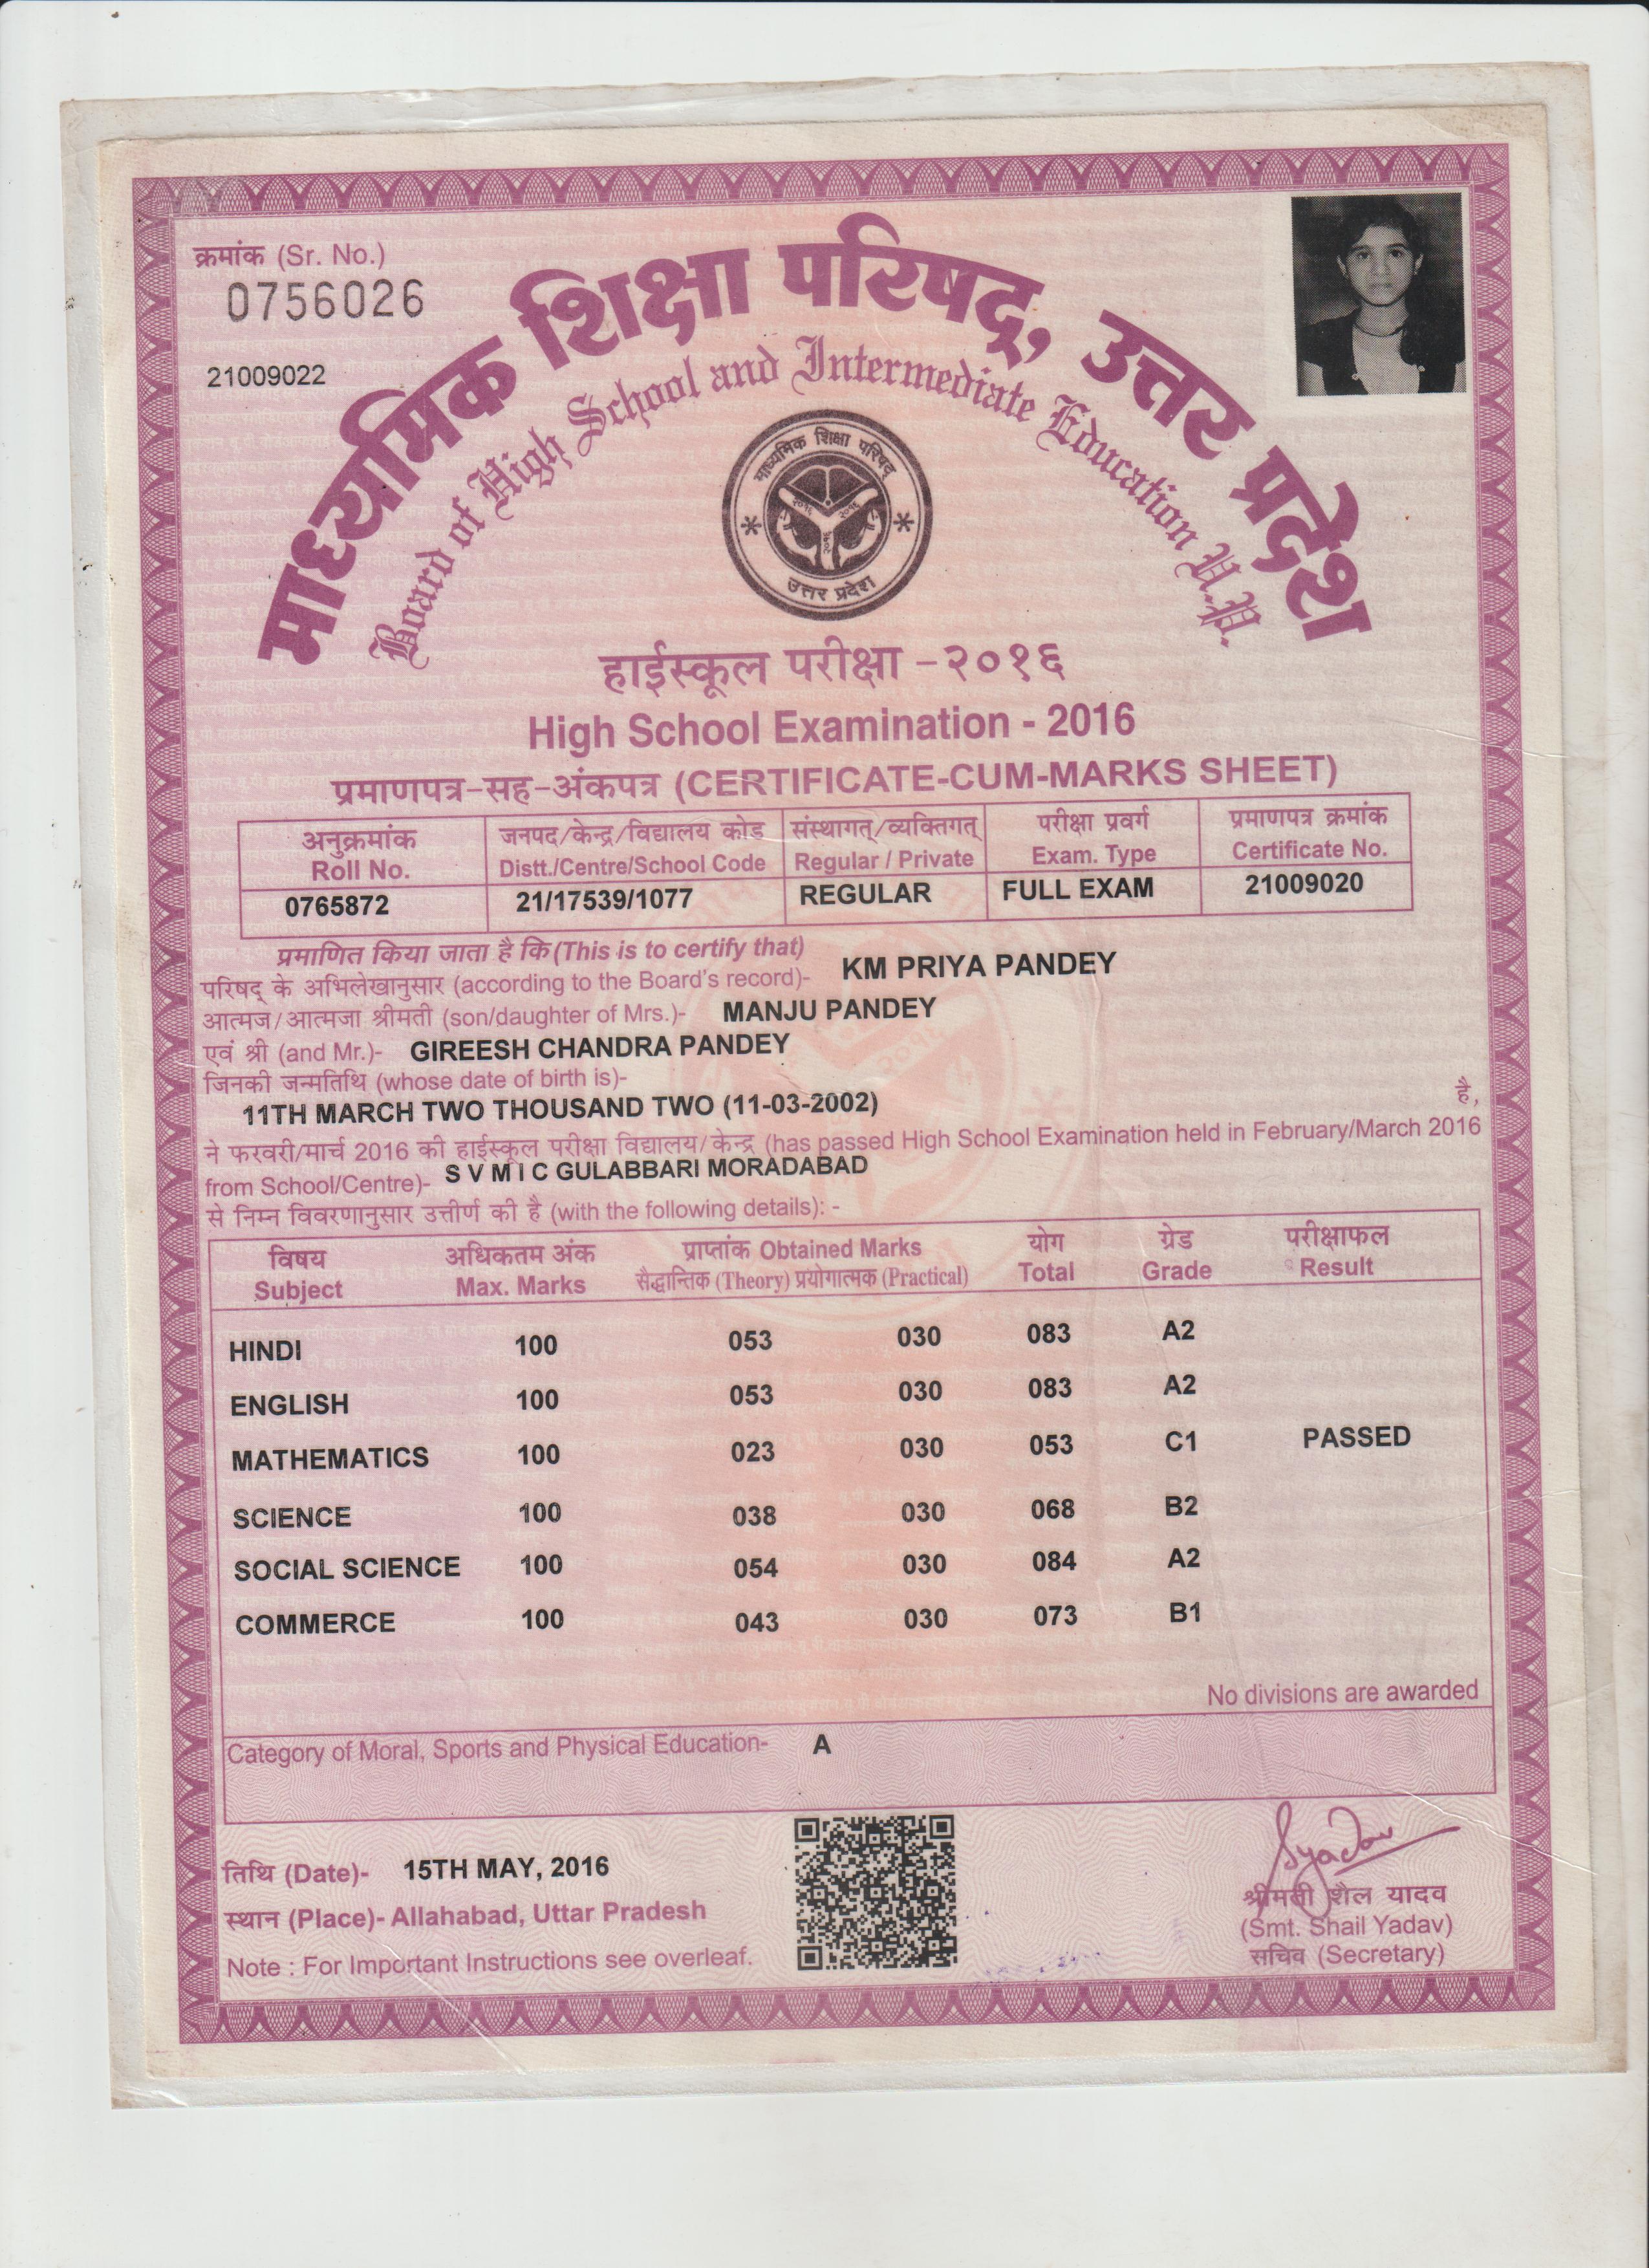 क्रमांक (Sr. No.)
0756026
21009022
माध्यमिक शिक्षा परिषद्, उत्तर प्रदेश
Board of High School and Intermediate Education U.P.
माध्यमिक शिक्षा परिषद्
२०१६ २०१६
२०१६
उत्तर प्रदेश
हाईस्कूल परीक्षा -२०१६
High School Examination - 2016
प्रमाणपत्र-सह-अंकपत्र (CERTIFICATE-CUM-MARKS SHEET)
अनुक्रमांक जनपद/केन्द्र/विद्यालय कोड संस्थागत्/व्यक्तिगत् परीक्षा प्रवर्ग प्रमाणपत्र क्रमांक
Roll No. Distt./Centre/School Code Regular / Private Exam. Type Certificate No.
0765872 21/17539/1077 REGULAR FULL EXAM 21009020
प्रमाणित किया जाता है कि (This is to certify that)
परिषद् के अभिलेखानुसार (according to the Board's record)- KM PRIYA PANDEY
आत्मज/आत्मजा श्रीमती (son/daughter of Mrs.)- MANJU PANDEY
एवं श्री (and Mr.)- GIREESH CHANDRA PANDEY
जिनकी जन्मतिथि (whose date of birth is)-
11TH MARCH TWO THOUSAND TWO (11-03-2002) है,
ने फरवरी/मार्च 2016 की हाईस्कूल परीक्षा विद्यालय/केन्द्र (has passed High School Examination held in February/March 2016
from School/Centre)- S V M I C GULABBARI MORADABAD
से निम्न विवरणानुसार उत्तीर्ण की है (with the following details): -
विषय अधिकतम अंक प्राप्तांक Obtained Marks योग ग्रेड परीक्षाफल
Subject Max. Marks सैद्धान्तिक (Theory) प्रयोगात्मक (Practical) Total Grade Result
HINDI 100 053 030 083 A2
ENGLISH 100 053 030 083 A2
MATHEMATICS 100 023 030 053 C1 PASSED
SCIENCE 100 038 030 068 B2
SOCIAL SCIENCE 100 054 030 084 A2
COMMERCE 100 043 030 073 B1
No divisions are awarded
Category of Moral, Sports and Physical Education- A
तिथि (Date)- 15TH MAY, 2016
स्थान (Place)- Allahabad, Uttar Pradesh
Note : For Important Instructions see overleaf.
Syadav
श्रीमती शैल यादव
(Smt. Shail Yadav)
सचिव (Secretary)